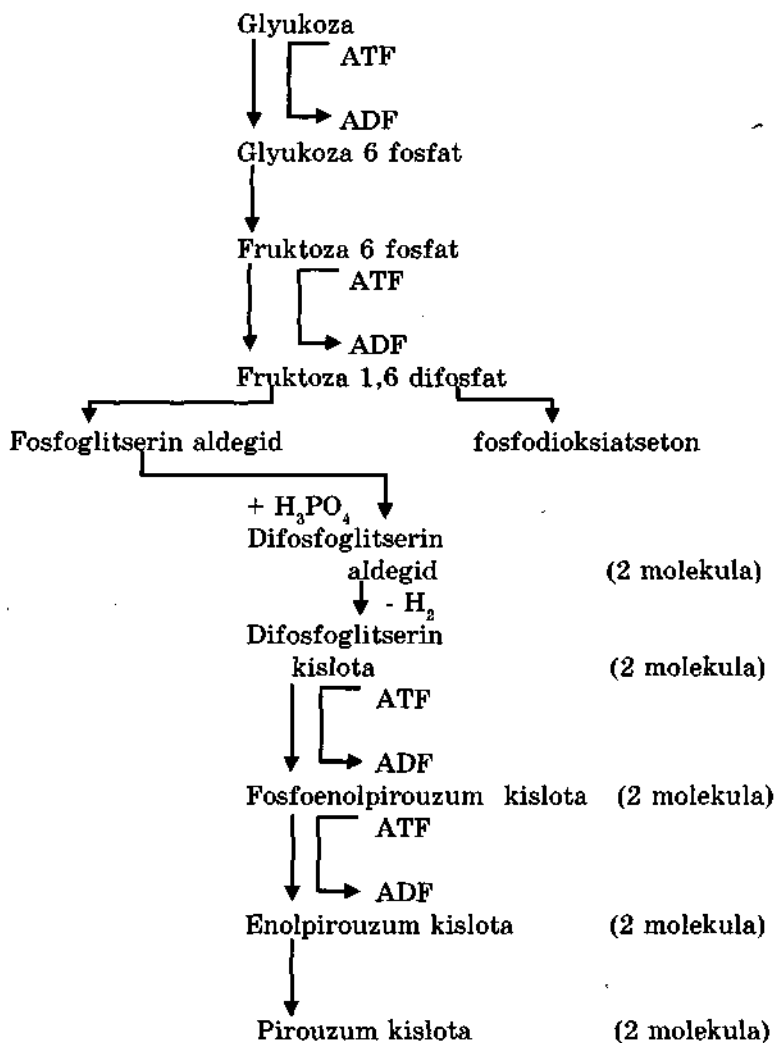 Glyukoza
ATF
ADF
Glyukoza 6 fosfat
Fruktoza 6 fosfat
ATF
ADF
Fruktoza 1,6 difosfat
Fosfoglitserin aldegid fosfodioksiatseton
+ H₃PO₄
Difosfoglitserin
aldegid (2 molekula)
- H₂
Difosfoglitserin
kislota (2 molekula)
ATF
ADF
Fosfoenolpirouzum kislota (2 molekula)
ATF
ADF
Enolpirouzum kislota (2 molekula)
Pirouzum kislota (2 molekula)